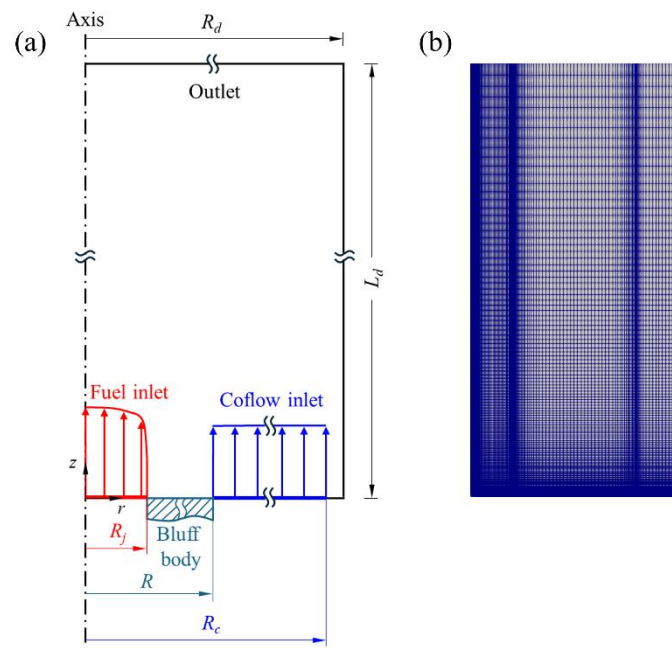 (a)
Axis
R_d
Outlet
L_d
Fuel inlet
Coflow inlet
z
r
R_j
Bluff
body
R
R_c
(b)